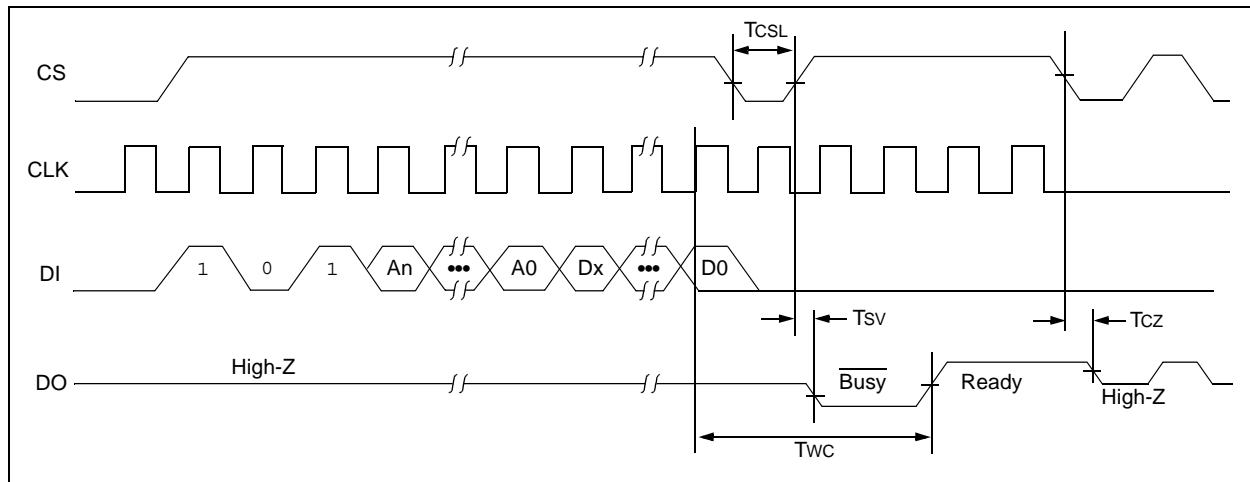 TCSL
CS
CLK
DI 1 0 1 An ••• A0 Dx ••• D0
TSV TCZ
High-Z Busy Ready High-Z
DO
TWC